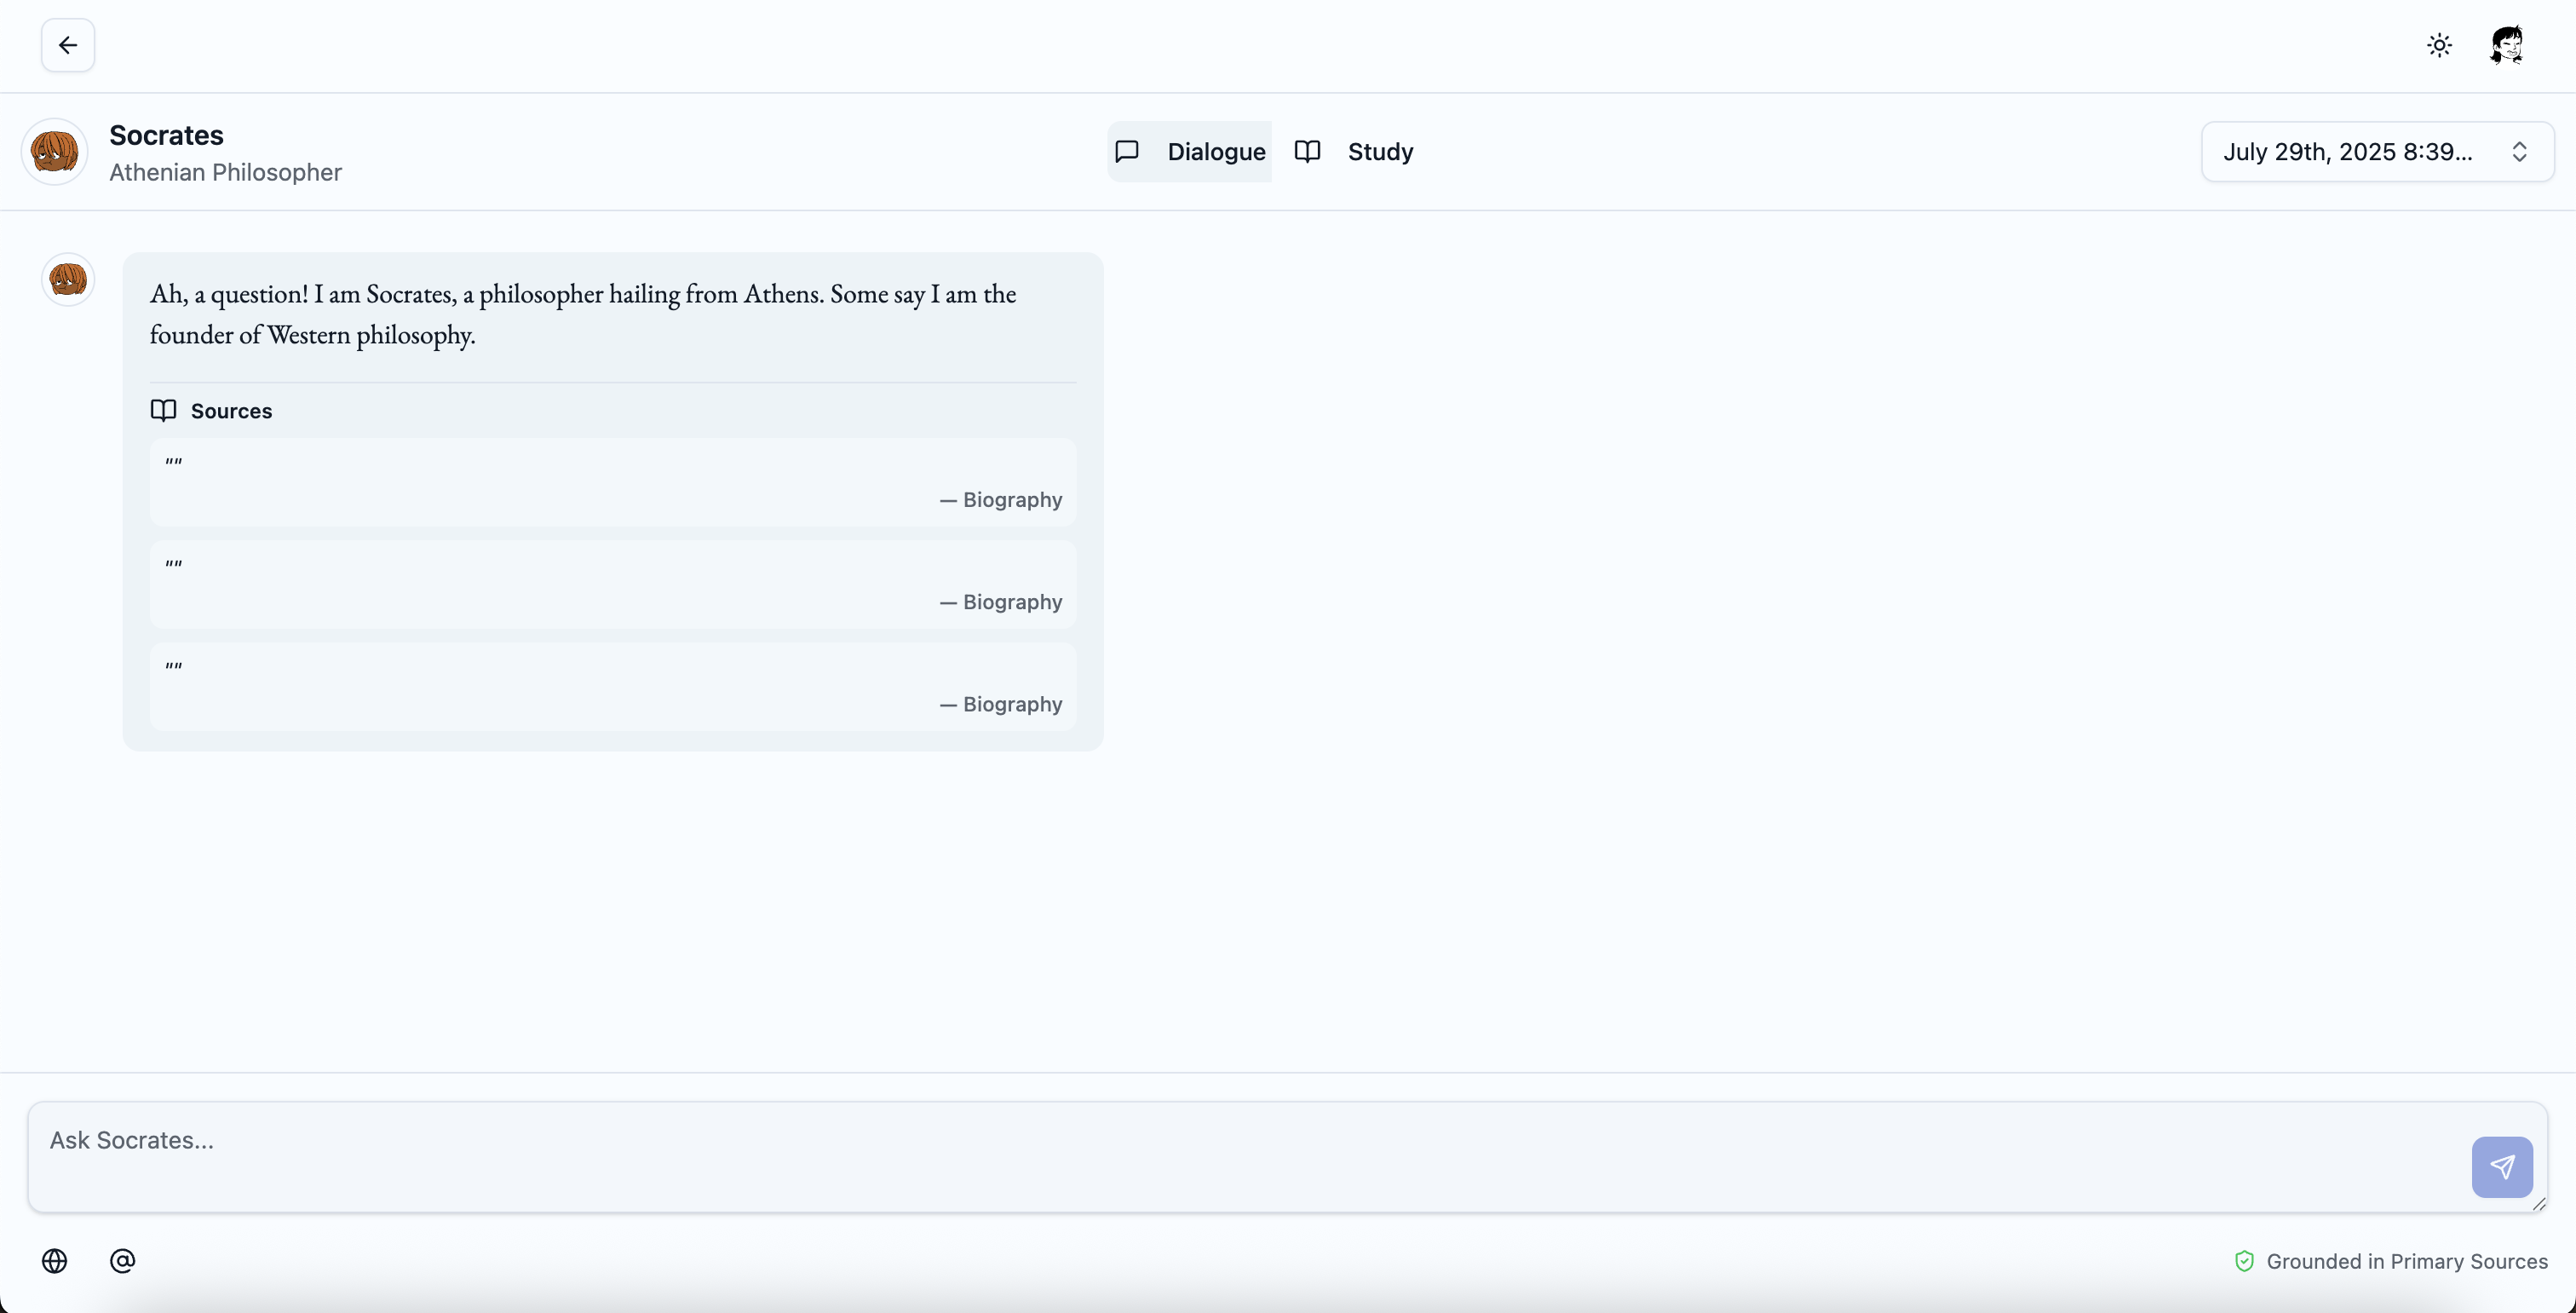 Socrates
Athenian Philosopher
Dialogue
Study
July 29th, 2025 8:39...
Ah, a question! I am Socrates, a philosopher hailing from Athens. Some say I am the
founder of Western philosophy.
Sources
""
— Biography
""
— Biography
""
— Biography
Ask Socrates...
Grounded in Primary Sources